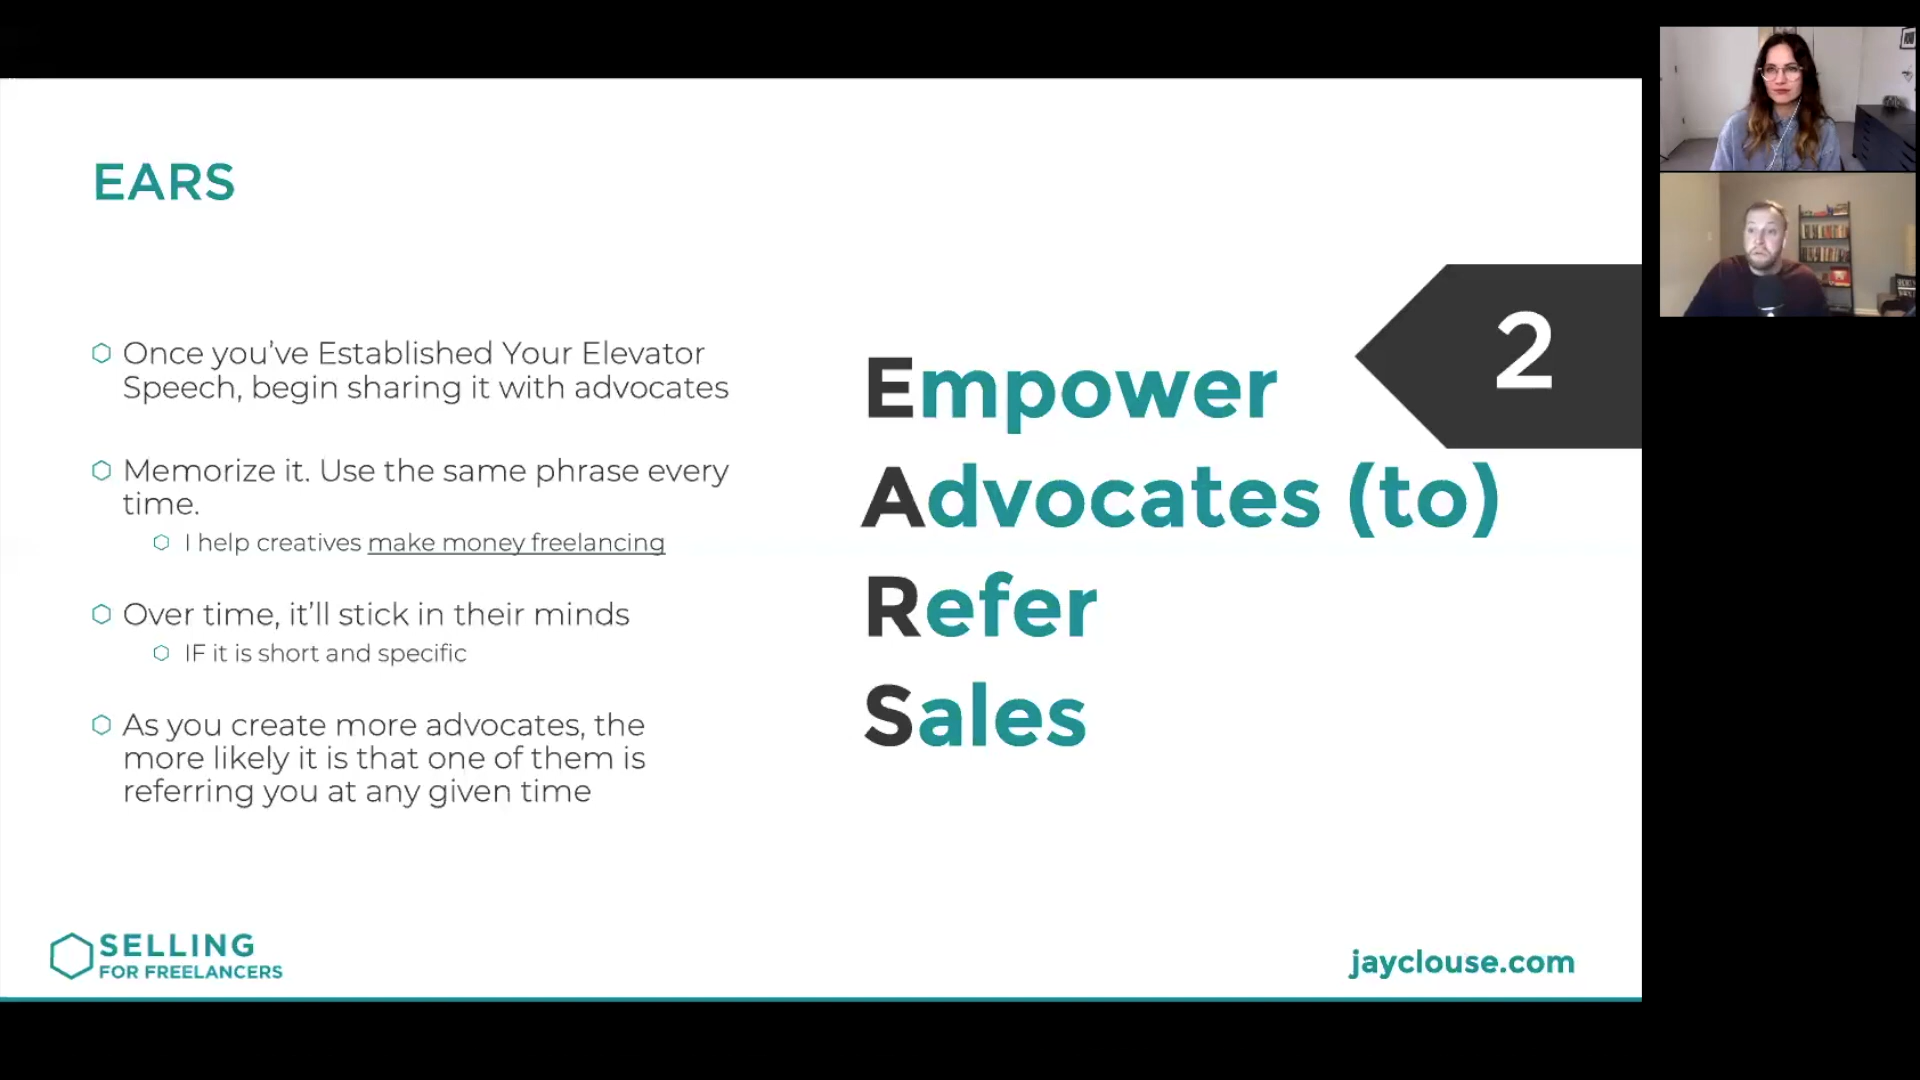 EARS
Once you’ve Established Your Elevator
Speech, begin sharing it with advocates
Memorize it. Use the same phrase every
time.
I help creatives make money freelancing
Over time, it’ll stick in their minds
IF it is short and specific
As you create more advocates, the
more likely it is that one of them is
referring you at any given time
2
Empower
Advocates (to)
Refer
Sales
SELLING
FOR FREELANCERS
jayclouse.com